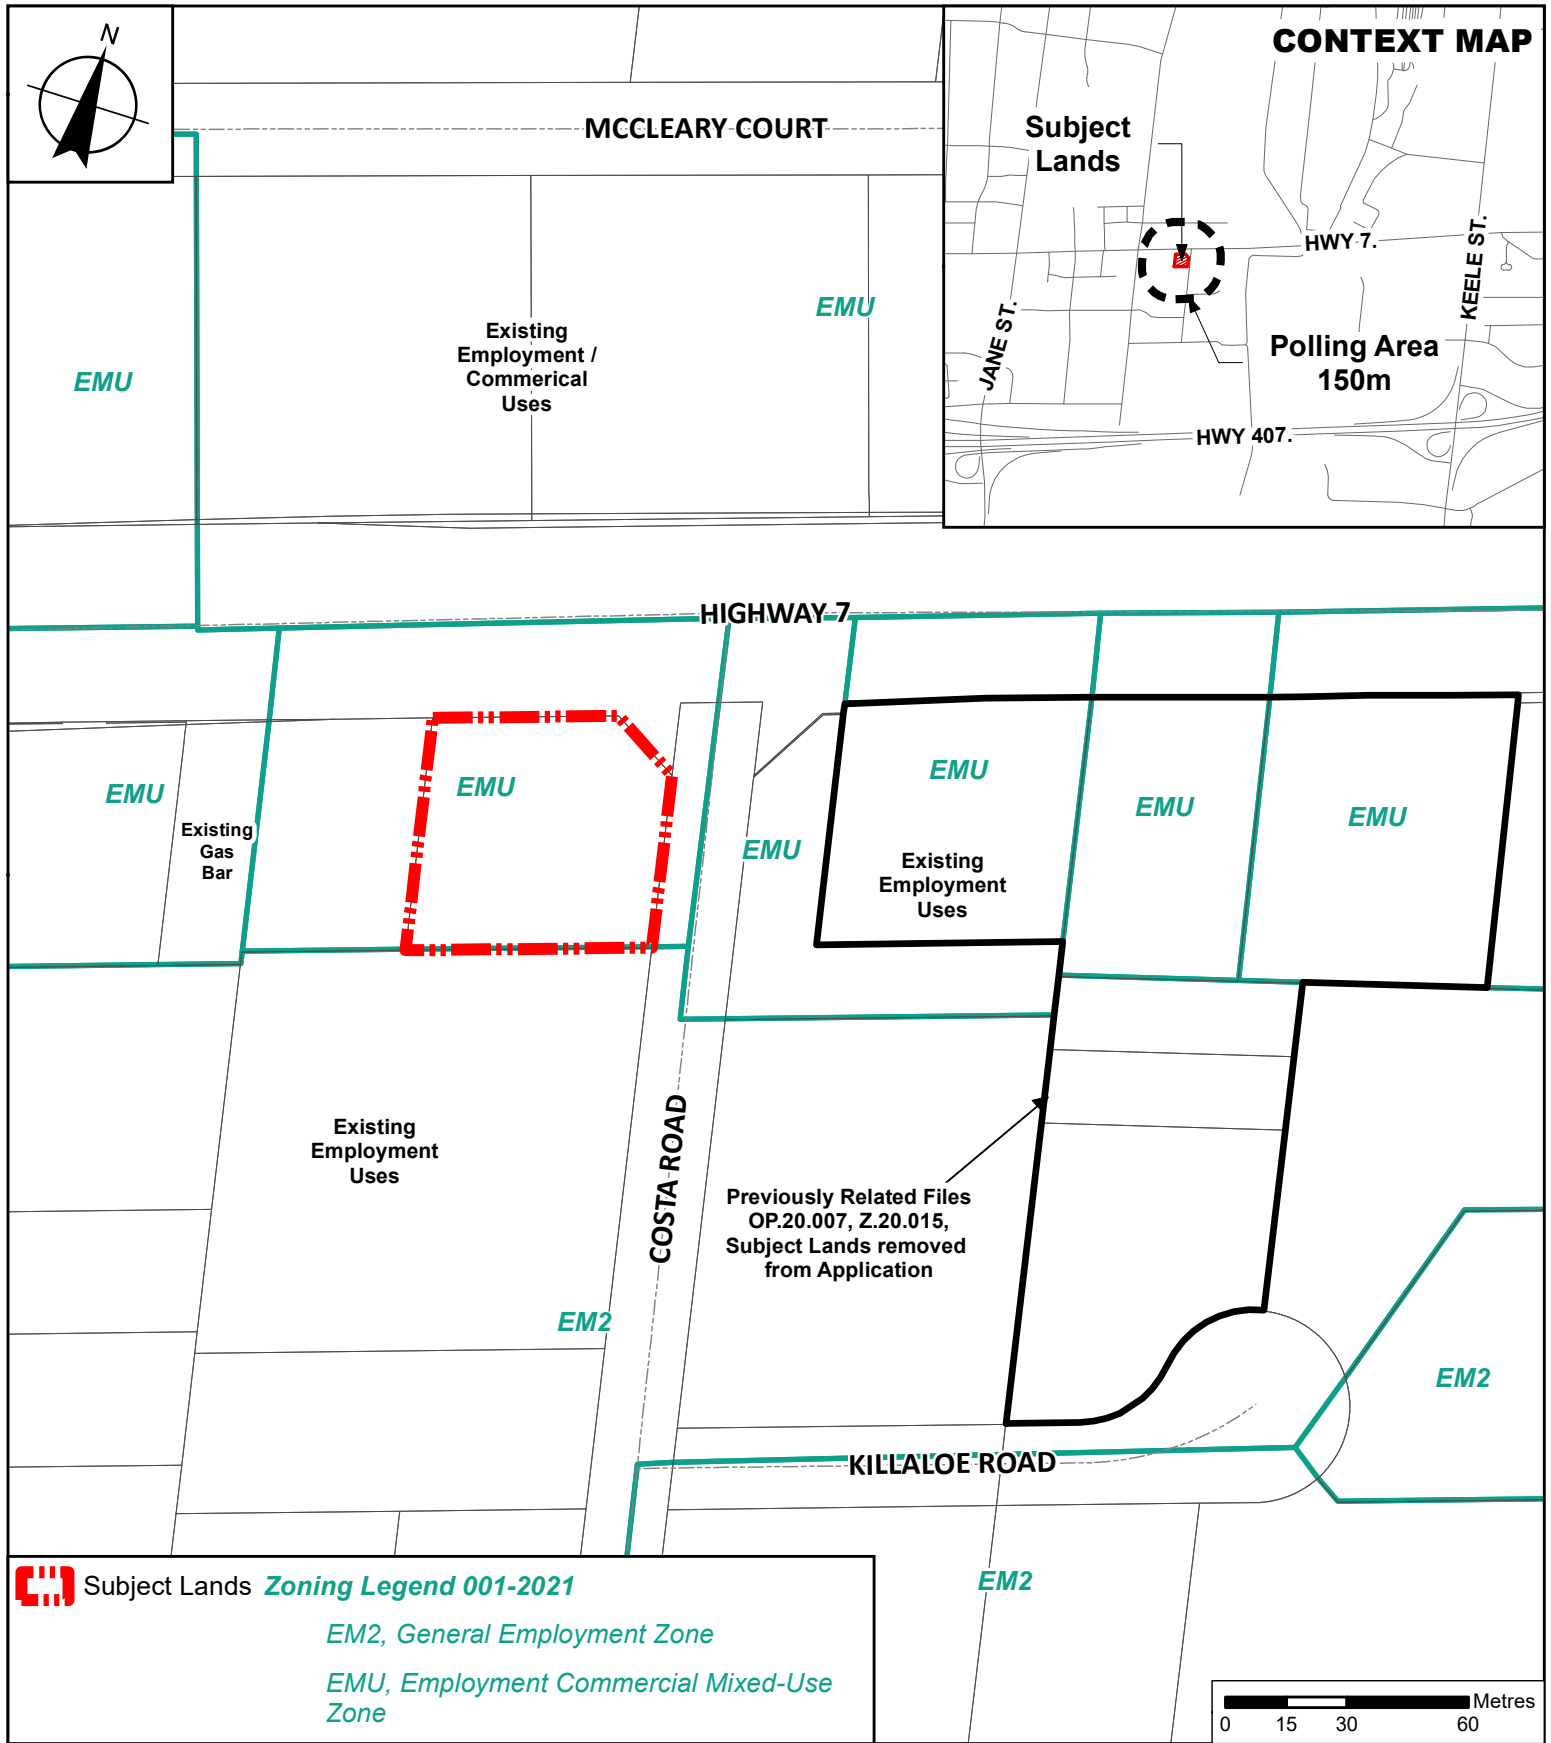 N
CONTEXT MAP
Subject
Lands
HWY 7.
KEELE ST.
JANE ST.
Polling Area
150m
HWY 407.
MCCLEARY COURT
EMU
Existing
Employment /
Commerical
Uses
EMU
HIGHWAY 7
EMU
Existing
Gas
Bar
EMU
EMU
EMU
Existing
Employment
Uses
EMU
EMU
Existing
Employment
Uses
COSTA ROAD
Previously Related Files
OP.20.007, Z.20.015,
Subject Lands removed
from Application
EM2
EM2
KILLALOE ROAD
EM2
Subject Lands Zoning Legend 001-2021
EM2, General Employment Zone
EMU, Employment Commercial Mixed-Use
Zone
Metres
0 15 30 60